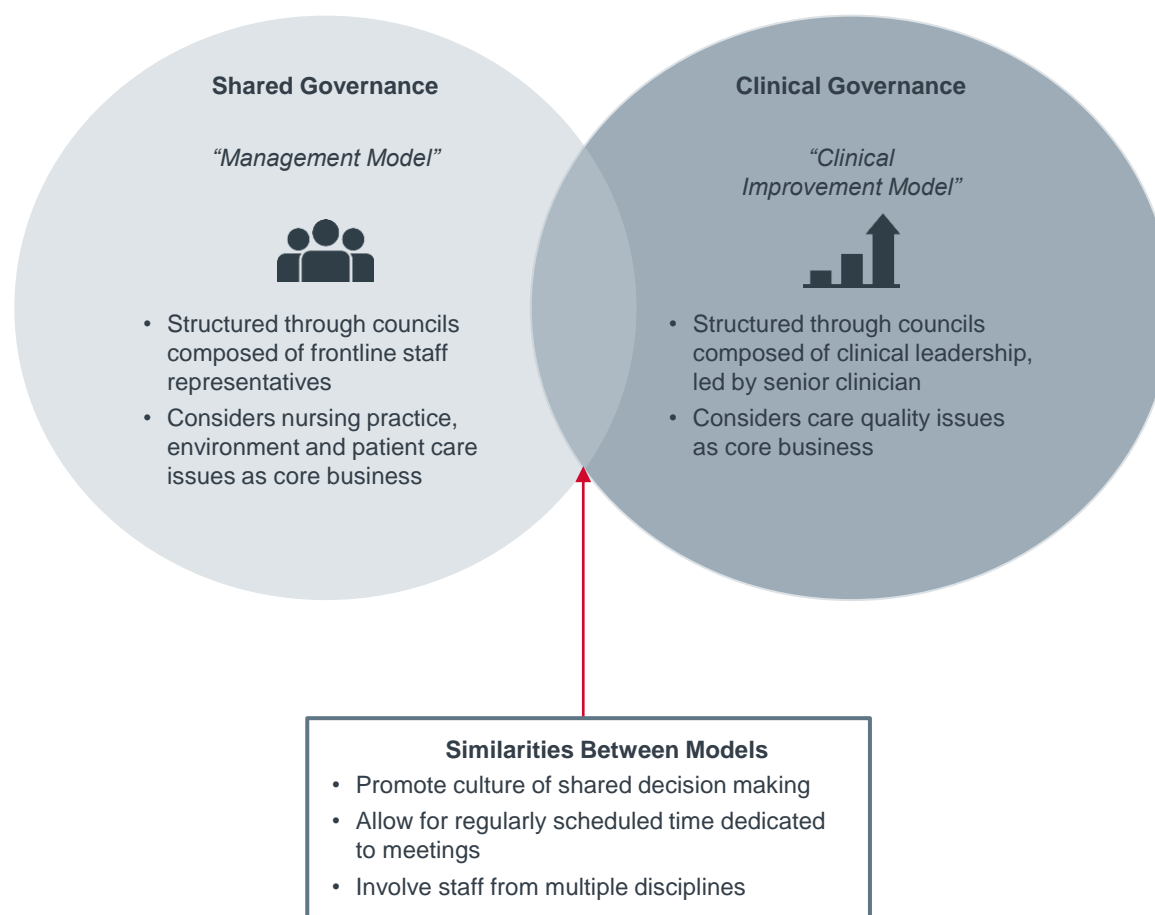 Shared Governance
“Management Model”
• Structured through councils
composed of frontline staff
representatives
• Considers nursing practice,
environment and patient care
issues as core business
Clinical Governance
“Clinical
Improvement Model”
• Structured through councils
composed of clinical leadership,
led by senior clinician
• Considers care quality issues
as core business
Similarities Between Models
• Promote culture of shared decision making
• Allow for regularly scheduled time dedicated
to meetings
• Involve staff from multiple disciplines